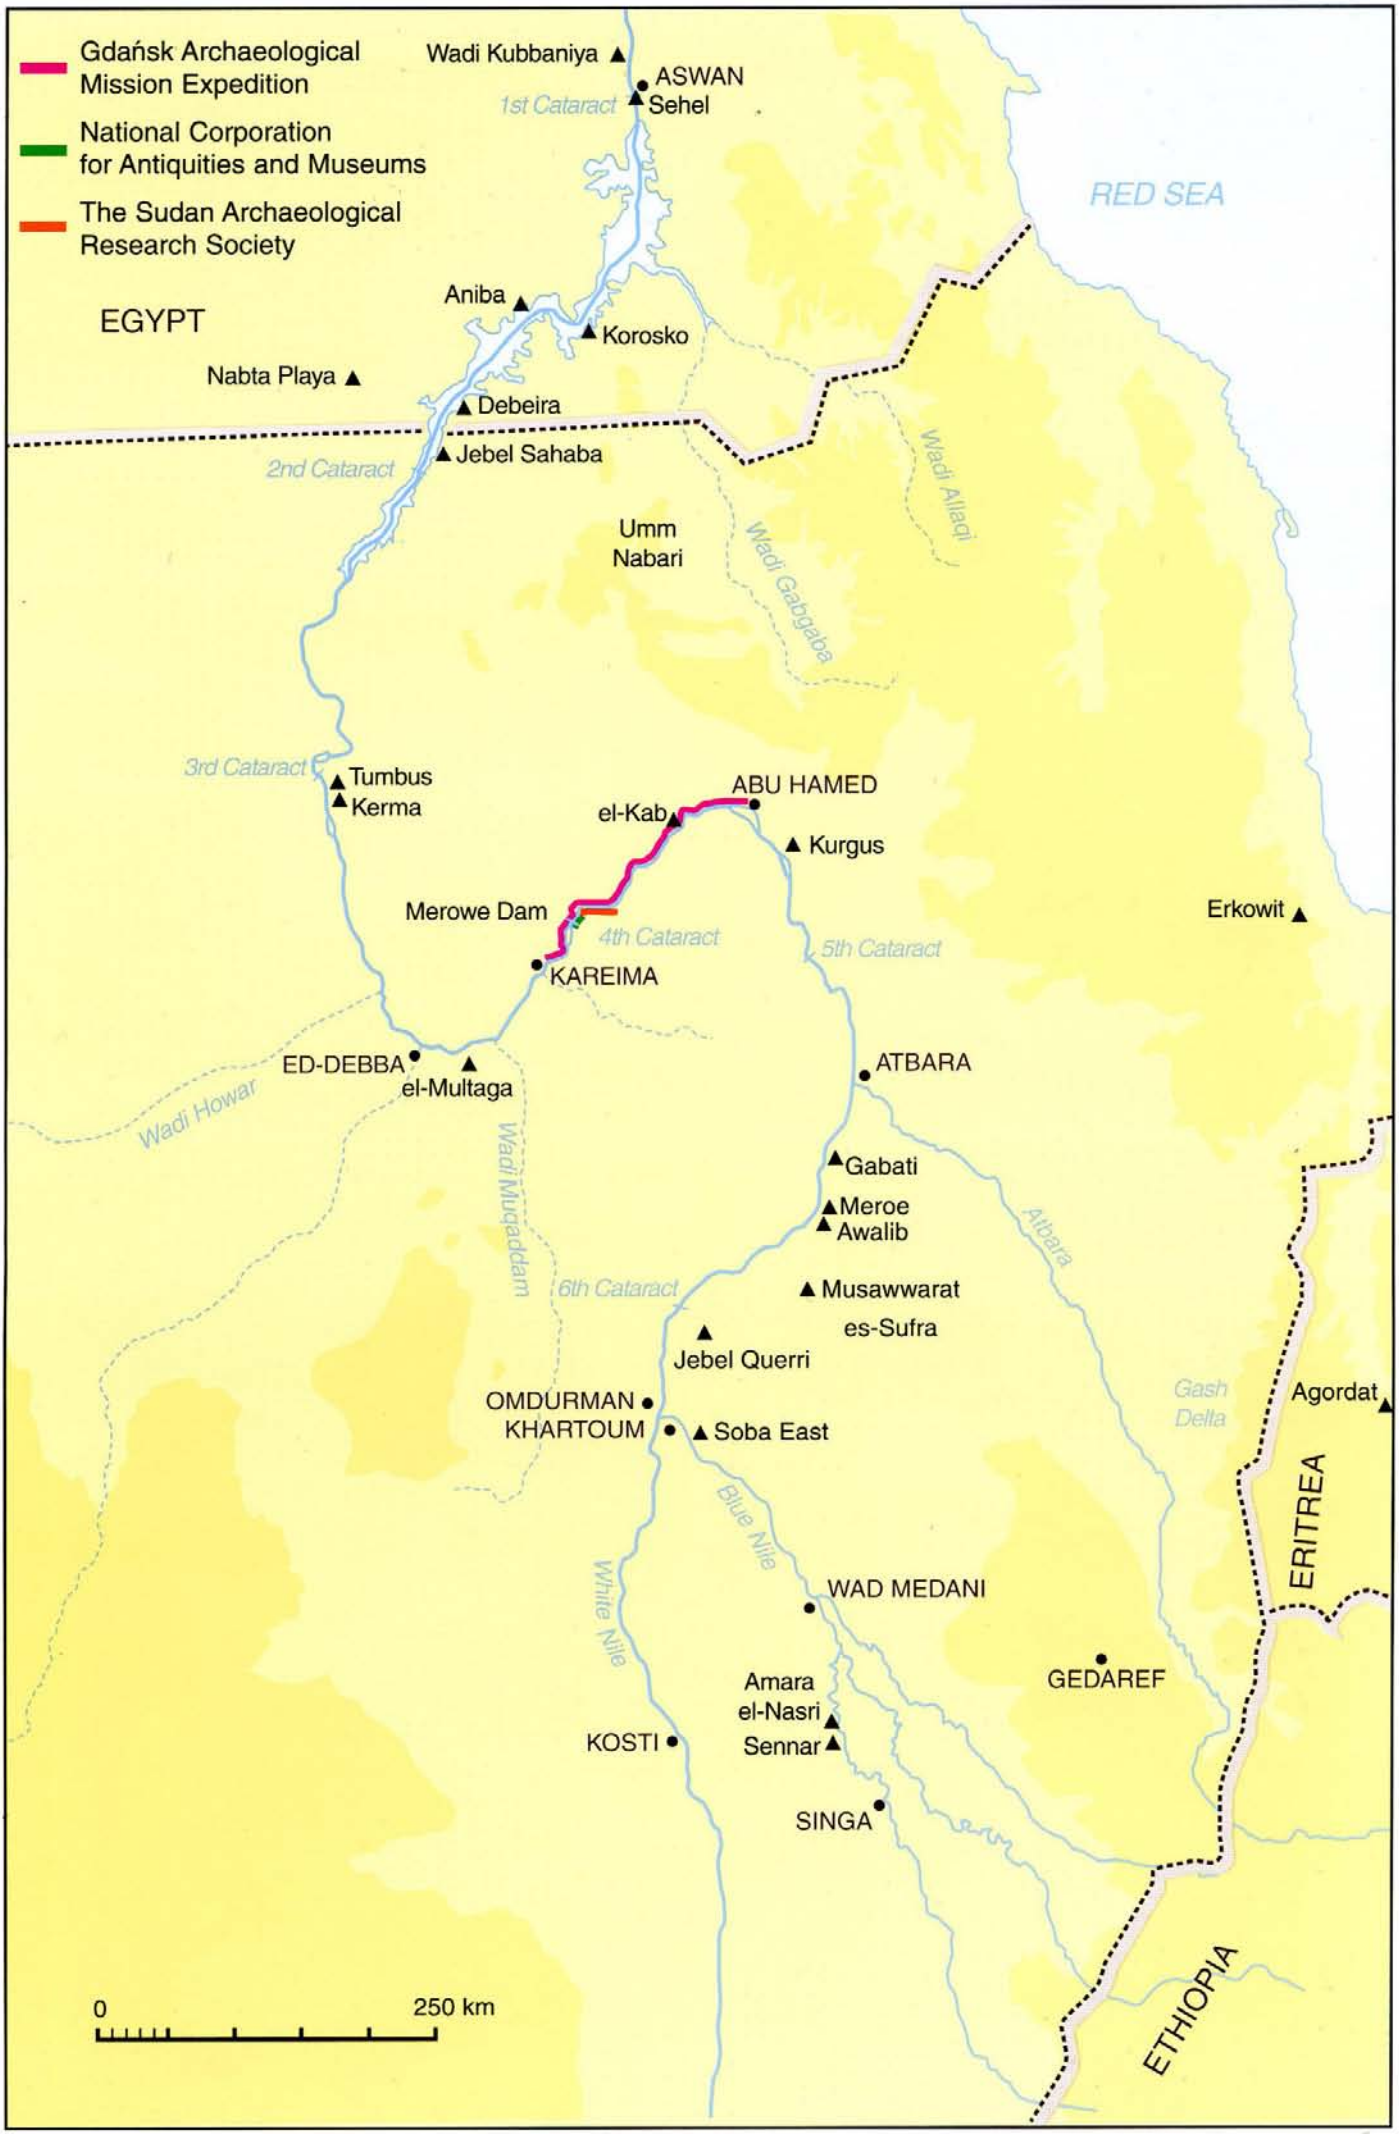 Gdańsk Archaeological
Mission Expedition
National Corporation
for Antiquities and Museums
The Sudan Archaeological
Research Society
Wadi Kubbaniya
ASWAN
1st Cataract
Sehel
RED SEA
EGYPT
Aniba
Korosko
Nabta Playa
Debeira
2nd Cataract
Jebel Sahaba
Wadi Allaqi
Umm
Nabari
Wadi Gabgaba
3rd Cataract
Tumbus
Kerma
ABU HAMED
el-Kab
Kurgus
Merowe Dam
4th Cataract
5th Cataract
Erkowit
KAREIMA
ED-DEBBA
el-Multaga
ATBARA
Wadi Howar
Wadi Muqaddam
Gabati
Meroe
Awalib
Atbara
6th Cataract
Musawwarat
es-Sufra
Jebel Querri
OMDURMAN
KHARTOUM
Soba East
Gash
Delta
Agordat
ERITREA
Blue Nile
White Nile
WAD MEDANI
GEDAREF
Amara
el-Nasri
Sennar
KOSTI
SINGA
ETHIOPIA
0 250 km